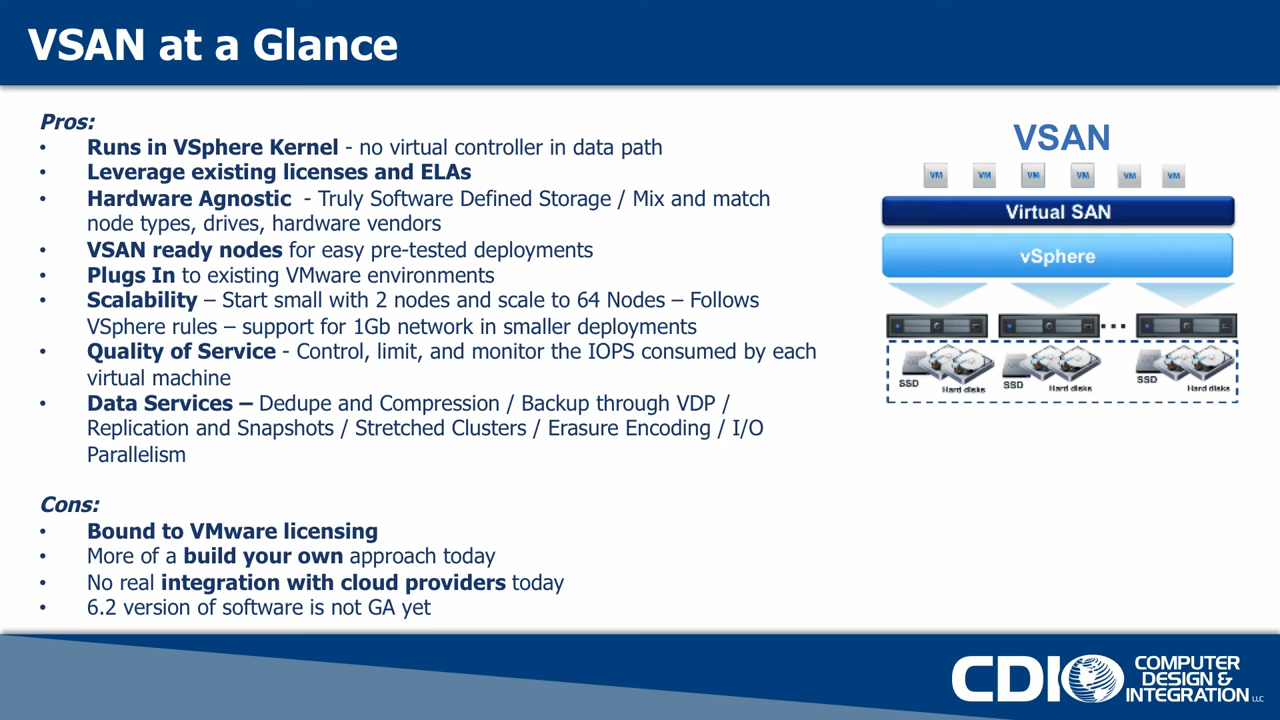 VSAN at a Glance
Pros:
• Runs in VSphere Kernel - no virtual controller in data path
• Leverage existing licenses and ELAs
• Hardware Agnostic - Truly Software Defined Storage / Mix and match
node types, drives, hardware vendors
• VSAN ready nodes for easy pre-tested deployments
• Plugs In to existing VMware environments
• Scalability – Start small with 2 nodes and scale to 64 Nodes – Follows
VSphere rules – support for 1Gb network in smaller deployments
• Quality of Service - Control, limit, and monitor the IOPS consumed by each
virtual machine
• Data Services – Dedupe and Compression / Backup through VDP /
Replication and Snapshots / Stretched Clusters / Erasure Encoding / I/O
Parallelism
Cons:
• Bound to VMware licensing
• More of a build your own approach today
• No real integration with cloud providers today
• 6.2 version of software is not GA yet
VSAN
VM VM VM VM VM VM
Virtual SAN
vSphere
...
SSD Hard disks SSD Hard disks SSD Hard disks
CDI COMPUTER
DESIGN &
INTEGRATION LLC